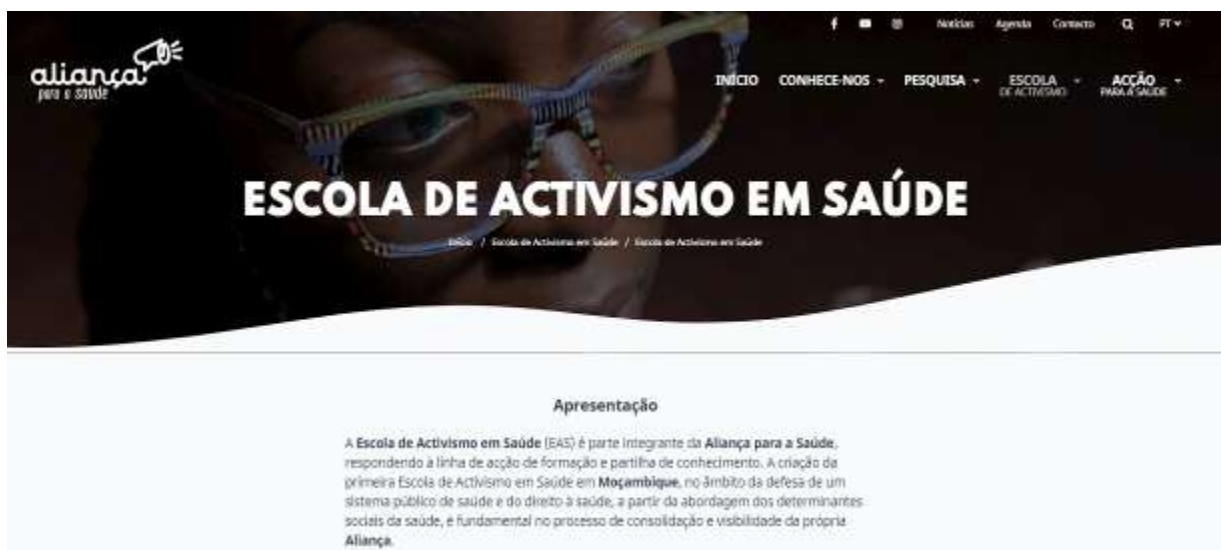 Notícias Agenda Contacto PT
aliança
para a saúde
INÍCIO CONHECE-NOS PESQUISA ESCOLA DE ACTIVISMO ACÇÃO PARA A SAÚDE
ESCOLA DE ACTIVISMO EM SAÚDE
Início / Escola de Activismo em Saúde / Escola de Activismo em Saúde
Apresentação
A Escola de Activismo em Saúde (EAS) é parte integrante da Aliança para a Saúde,
respondendo à linha de acção de formação e partilha de conhecimento. A criação da
primeira Escola de Activismo em Saúde em Moçambique, no âmbito da defesa de um
sistema público de saúde e do direito à saúde, a partir da abordagem dos determinantes
sociais da saúde, é fundamental no processo de consolidação e visibilidade da própria
Aliança.